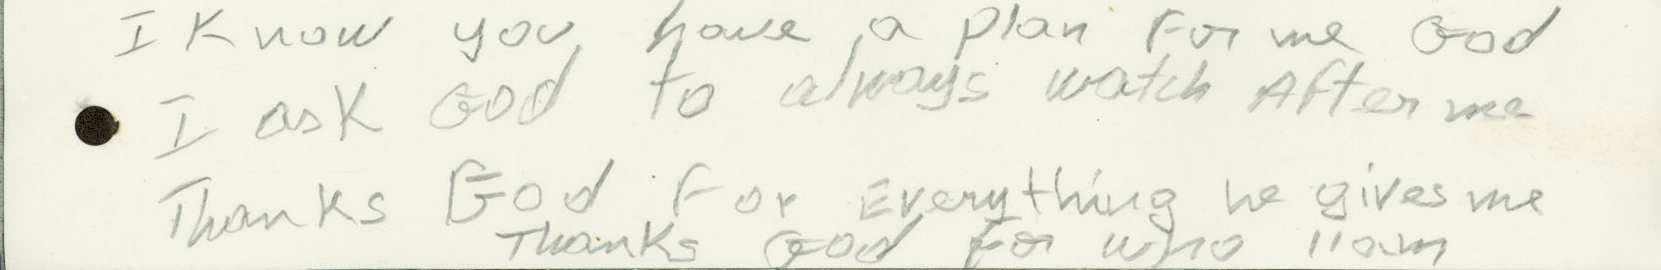 I Know you have a plan For me God
I ask God to always watch After me
Thanks God For Everything he gives me
Thanks God For who I am